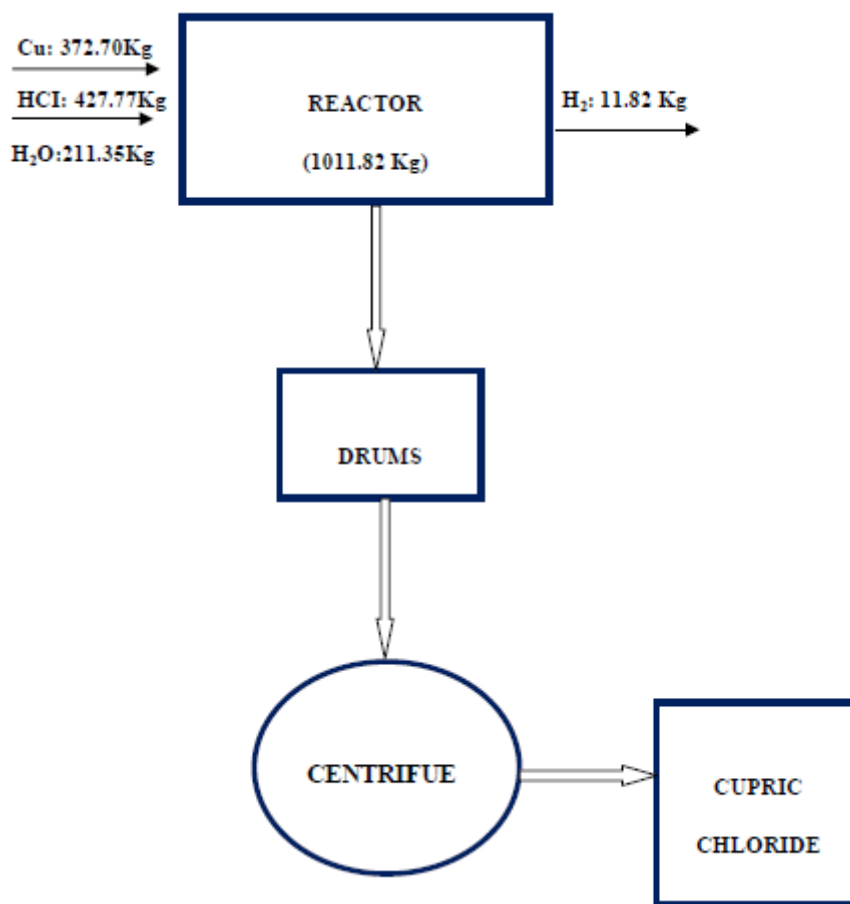 Cu: 372.70Kg
HCI: 427.77Kg
H₂O:211.35Kg
REACTOR
(1011.82 Kg)
H₂: 11.82 Kg
DRUMS
CENTRIFUE
CUPRIC
CHLORIDE